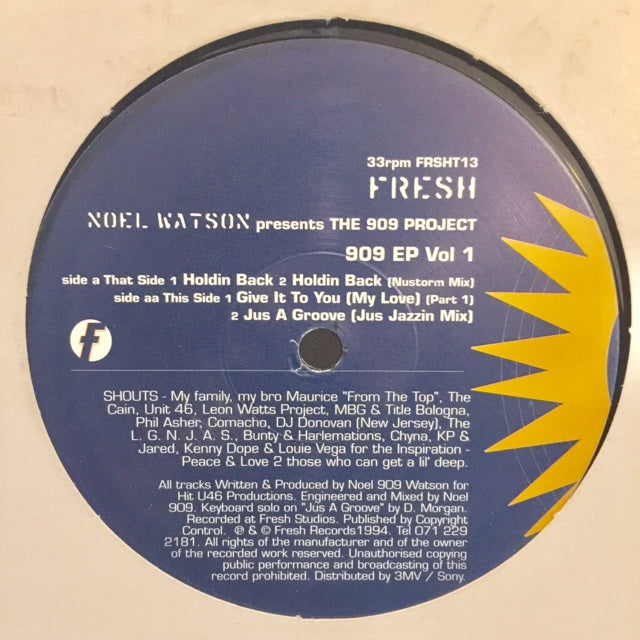 33rpm FRSHT13
FRESH
NOEL WATSON presents THE 909 PROJECT
909 EP Vol 1
side a That Side 1 Holdin Back 2 Holdin Back (Nustorm Mix)
side aa This Side 1 Give It To You (My Love) (Part 1)
2 Jus A Groove (Jus Jazzin Mix)
f
SHOUTS - My family, my bro Maurice "From The Top", The
Cain, Unit 46, Leon Watts Project, MBG & Title Bologna,
Phil Asher, Comacho, DJ Donovan (New Jersey), The
L. G. N. J. A. S., Bunty & Harlemations, Chyna, KP &
Jared, Kenny Dope & Louie Vega for the Inspiration -
Peace & Love 2 those who can get a lil' deep.
All tracks Written & Produced by Noel 909 Watson for
Hit U46 Productions. Engineered and Mixed by Noel
909. Keyboard solo on "Jus A Groove" by D. Morgan.
Recorded at Fresh Studios. Published by Copyright
Control. ℗ & © Fresh Records1994. Tel 071 229
2181. All rights of the manufacturer and of the owner
of the recorded work reserved. Unauthorised copying
public performance and broadcasting of this
record prohibited. Distributed by 3MV / Sony.